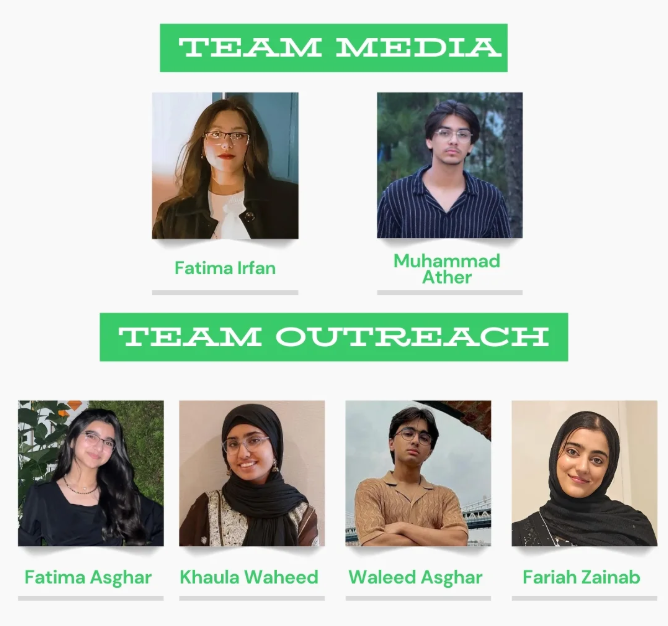 TEAM MEDIA
Fatima Irfan
Muhammad
Ather
TEAM OUTREACH
Fatima Asghar
Khaula Waheed
Waleed Asghar
Fariah Zainab